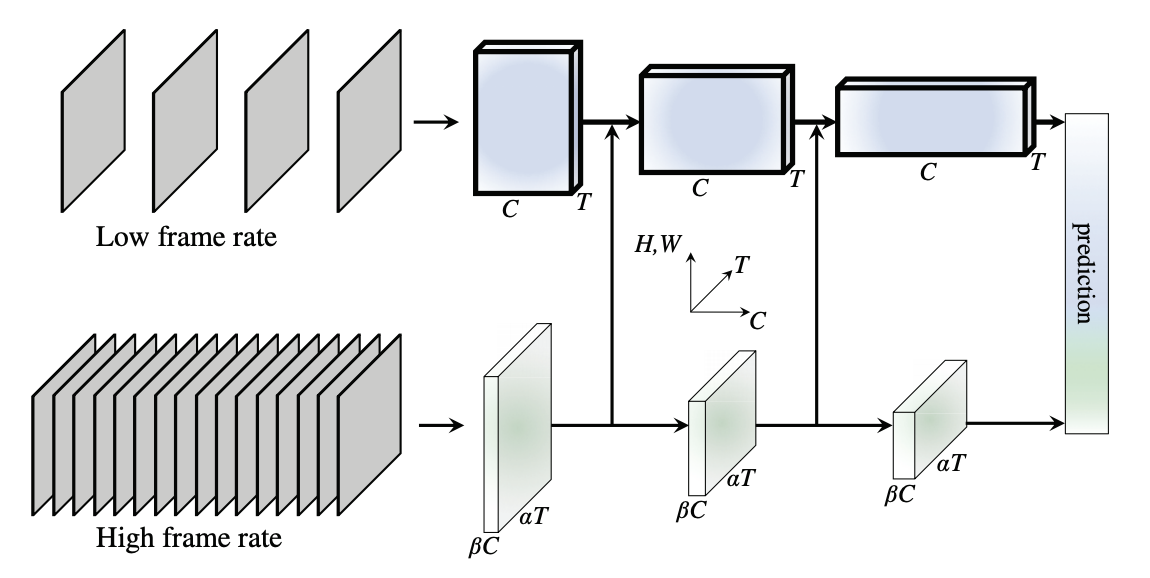 C
T
C
T
C
T
Low frame rate
H,W
T
C
prediction
High frame rate
βC
αT
βC
αT
βC
αT